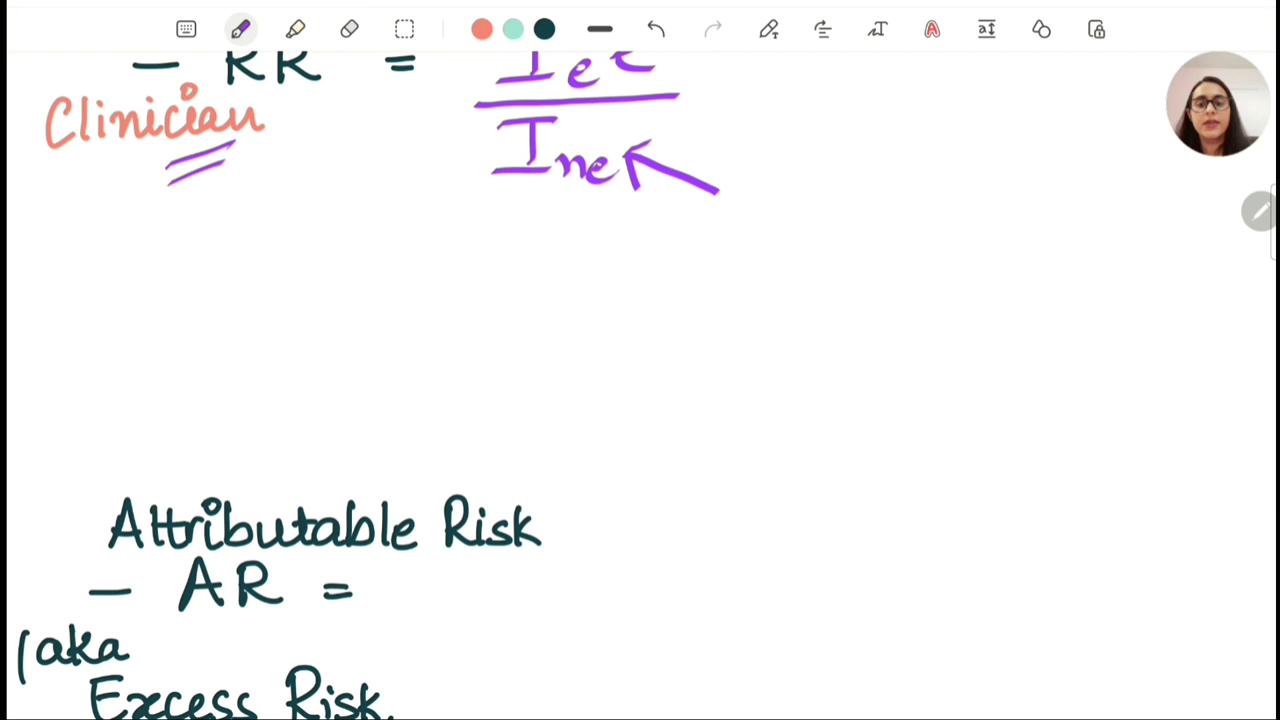 — RR = Ie
Clinician
Ine
Attributable Risk
— AR =
(aka
Excess Risk.